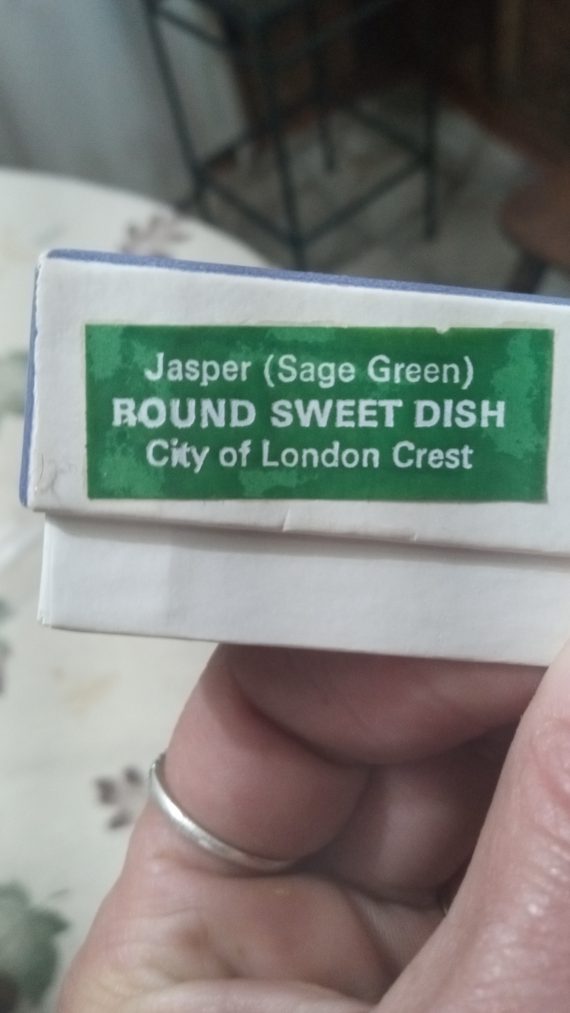 Jasper (Sage Green)
ROUND SWEET DISH
City of London Crest